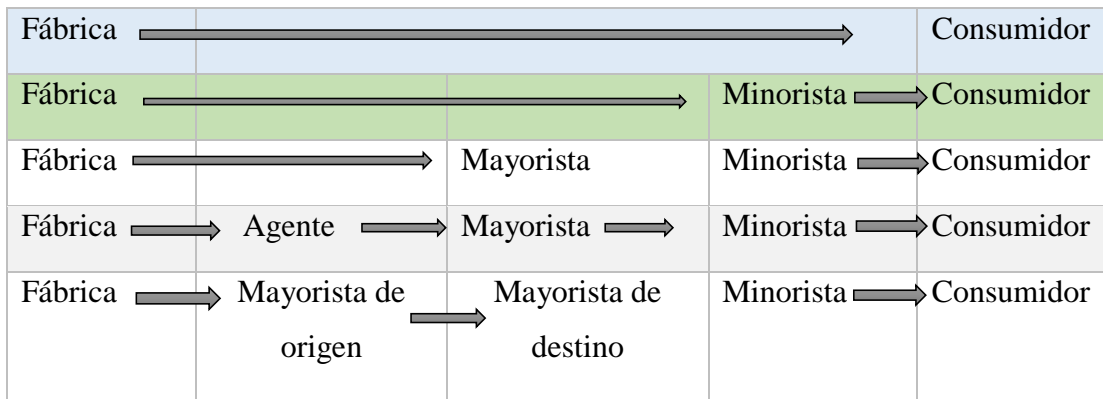 Fábrica Consumidor
Fábrica Minorista Consumidor
Fábrica Mayorista Minorista Consumidor
Fábrica Agente Mayorista Minorista Consumidor
Fábrica Mayorista de Mayorista de Minorista Consumidor
origen destino